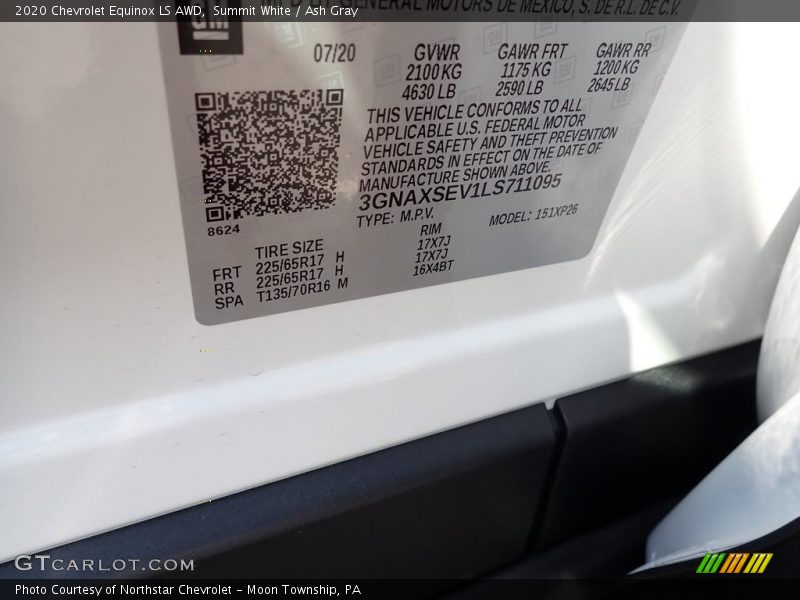 2020 Chevrolet Equinox LS AWD, Summit White / Ash Gray
BY GENERAL MOTORS DE MEXICO, S. DE R.L. DE C.V.
GM
07/20
GVWR
2100 KG
4630 LB
GAWR FRT
1175 KG
2590 LB
GAWR RR
1200 KG
2645 LB
THIS VEHICLE CONFORMS TO ALL
APPLICABLE U.S. FEDERAL MOTOR
VEHICLE SAFETY AND THEFT PREVENTION
STANDARDS IN EFFECT ON THE DATE OF
MANUFACTURE SHOWN ABOVE.
3GNAXSEV1LS711095
TYPE: M.P.V.
MODEL: 151XP26
8624
TIRE SIZE
RIM
FRT 225/65R17 H 17X7J
RR 225/65R17 H 17X7J
SPA T135/70R16 M 16X4BT
GTCARLOT.COM
Photo Courtesy of Northstar Chevrolet - Moon Township, PA